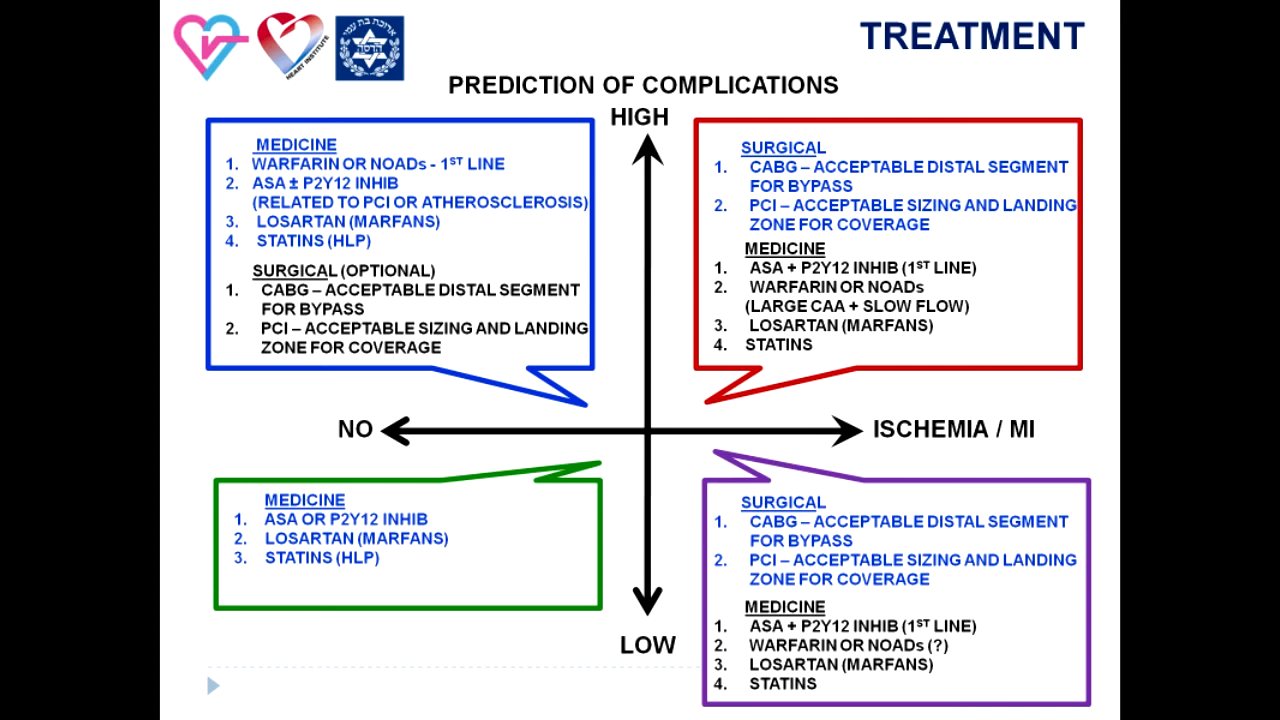 TREATMENT
HEART INSTITUTE
PREDICTION OF COMPLICATIONS
HIGH
MEDICINE
1. WARFARIN OR NOADs - 1ST LINE
2. ASA ± P2Y12 INHIB
(RELATED TO PCI OR ATHEROSCLEROSIS)
3. LOSARTAN (MARFANS)
4. STATINS (HLP)
SURGICAL (OPTIONAL)
1. CABG – ACCEPTABLE DISTAL SEGMENT
FOR BYPASS
2. PCI – ACCEPTABLE SIZING AND LANDING
ZONE FOR COVERAGE
SURGICAL
1. CABG – ACCEPTABLE DISTAL SEGMENT
FOR BYPASS
2. PCI – ACCEPTABLE SIZING AND LANDING
ZONE FOR COVERAGE
MEDICINE
1. ASA + P2Y12 INHIB (1ST LINE)
2. WARFARIN OR NOADs
(LARGE CAA + SLOW FLOW)
3. LOSARTAN (MARFANS)
4. STATINS
NO
ISCHEMIA / MI
MEDICINE
1. ASA OR P2Y12 INHIB
2. LOSARTAN (MARFANS)
3. STATINS (HLP)
SURGICAL
1. CABG – ACCEPTABLE DISTAL SEGMENT
FOR BYPASS
2. PCI – ACCEPTABLE SIZING AND LANDING
ZONE FOR COVERAGE
MEDICINE
1. ASA + P2Y12 INHIB (1ST LINE)
2. WARFARIN OR NOADs (?)
3. LOSARTAN (MARFANS)
4. STATINS
LOW